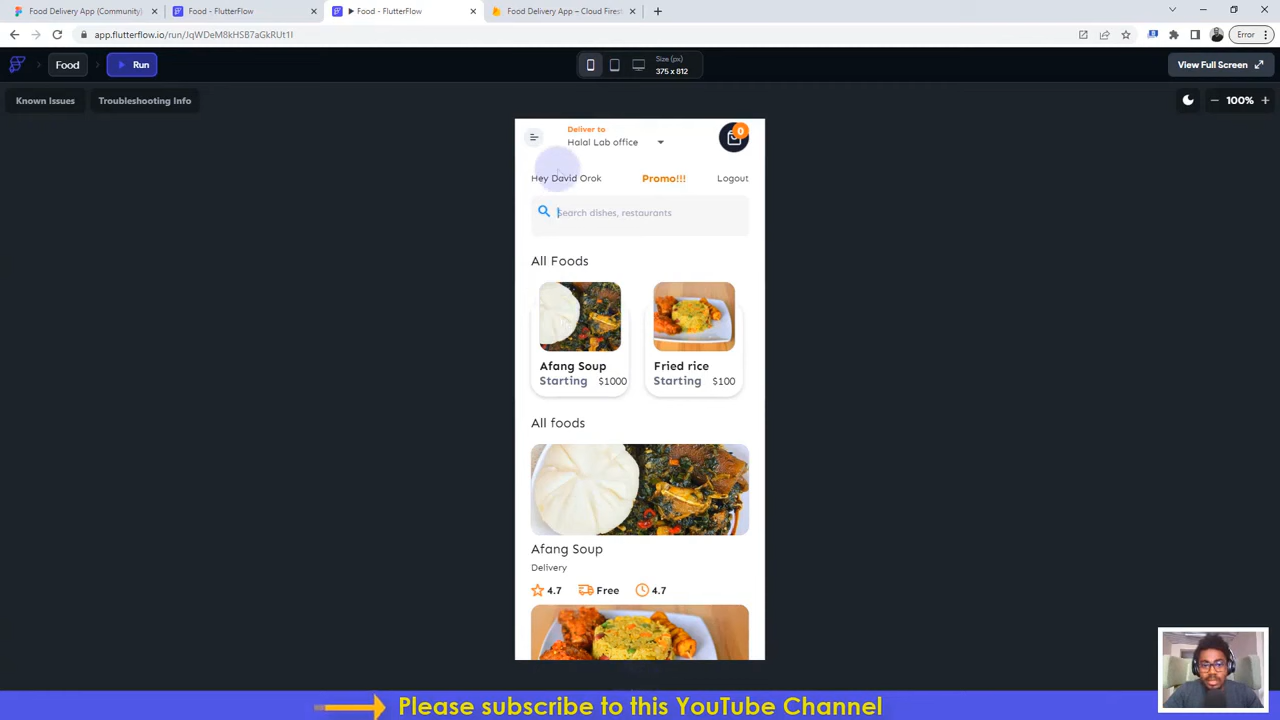 Food Delivery App (Community)
Food - FlutterFlow
Food - FlutterFlow
Food Delivery App – Cloud Firest
app.flutterflow.io/run/JqWDeM8kHSB7aGkRUt1I
Error
Food
Run
Size (px)
375 x 812
View Full Screen
Known Issues
Troubleshooting Info
100%
Deliver to
Halal Lab office
0
Hey David Orok
Promo!!!
Logout
Search dishes, restaurants
All Foods
Afang Soup
Starting $1000
Fried rice
Starting $100
All foods
Afang Soup
Delivery
4.7
Free
4.7
Please subscribe to this YouTube Channel